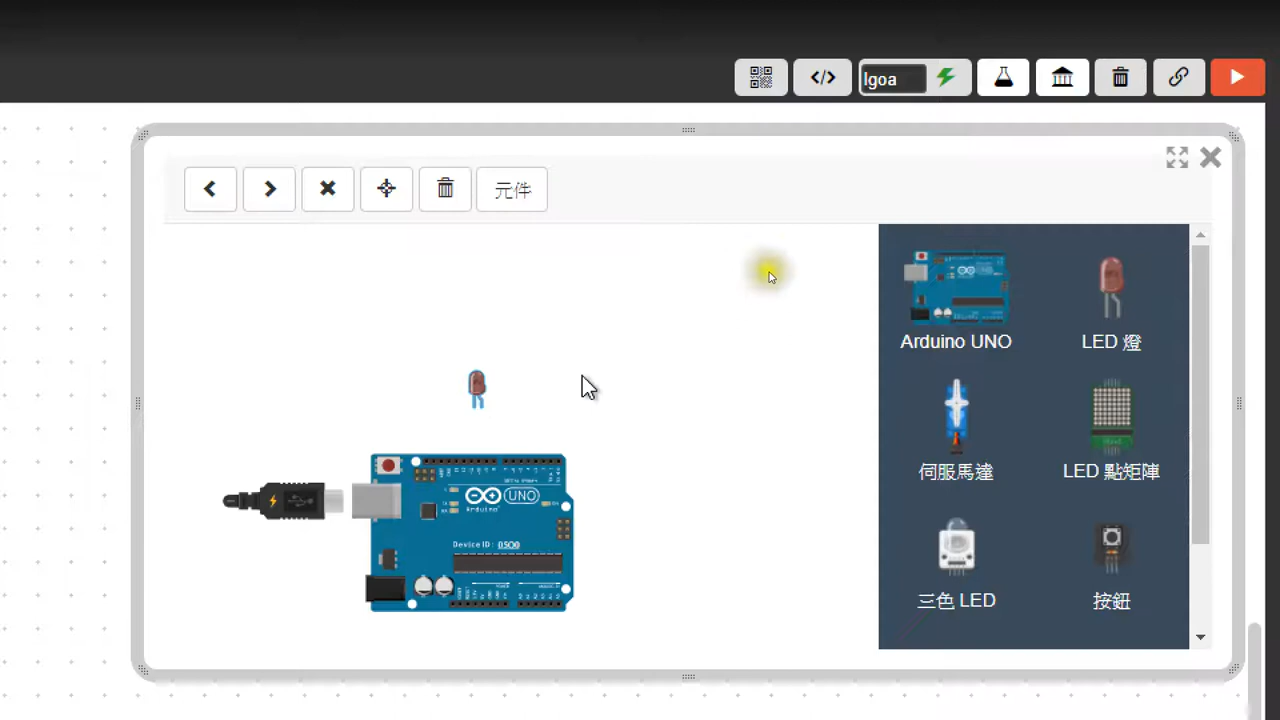 lgoa
元件
Arduino UNO
LED 燈
伺服馬達
LED 點矩陣
三色 LED
按鈕
UNO
Arduino
Device ID : 0500